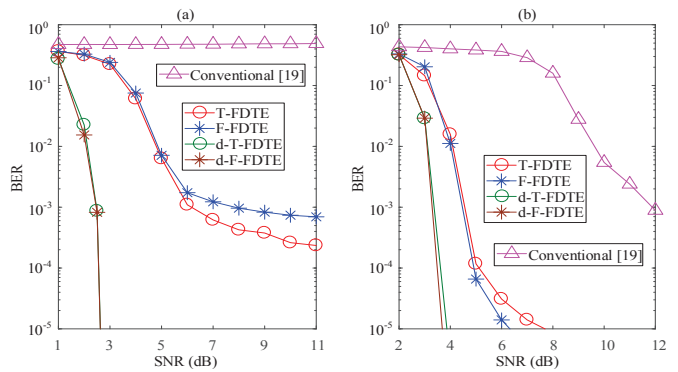 (a)
10^0
10^-1
10^-2
10^-3
10^-4
10^-5
BER
Conventional [19]
T-FDTE
F-FDTE
d-T-FDTE
d-F-FDTE
1 3 5 7 9 11
SNR (dB)
(b)
10^0
10^-1
10^-2
10^-3
10^-4
10^-5
BER
T-FDTE
F-FDTE
d-T-FDTE
d-F-FDTE
Conventional [19]
2 4 6 8 10 12
SNR (dB)